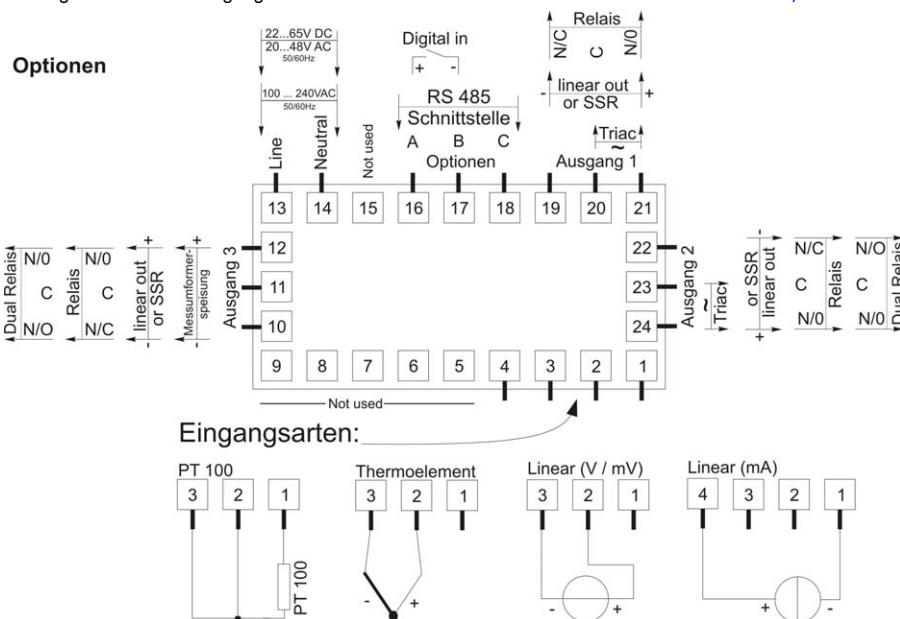 Optionen
22...65V DC
20...48V AC
50/60Hz
100 ... 240VAC
50/60Hz
Line
Neutral
Not used
Digital in
+ -
RS 485
Schnittstelle
A B C
Optionen
Relais
N/C C N/0
linear out
or SSR
- +
Triac
~
Ausgang 1
13 14 15 16 17 18 19 20 21
12
11
10
22
23
24
9 8 7 6 5 4 3 2 1
Not used
Dual Relais
N/0
C
N/O
Relais
N/0
C
N/C
+
linear out
or SSR
-
+
Messumformer-
speisung
-
Ausgang 3
Ausgang 2
~
Triac
-
or SSR
linear out
+
N/C
C
N/0
Relais
N/O
C
N/0
Dual Relais
Eingangsarten:
PT 100
3 2 1
PT 100
Thermoelement
3 2 1
- +
Linear (V / mV)
3 2 1
- +
Linear (mA)
4 3 2 1
+ -